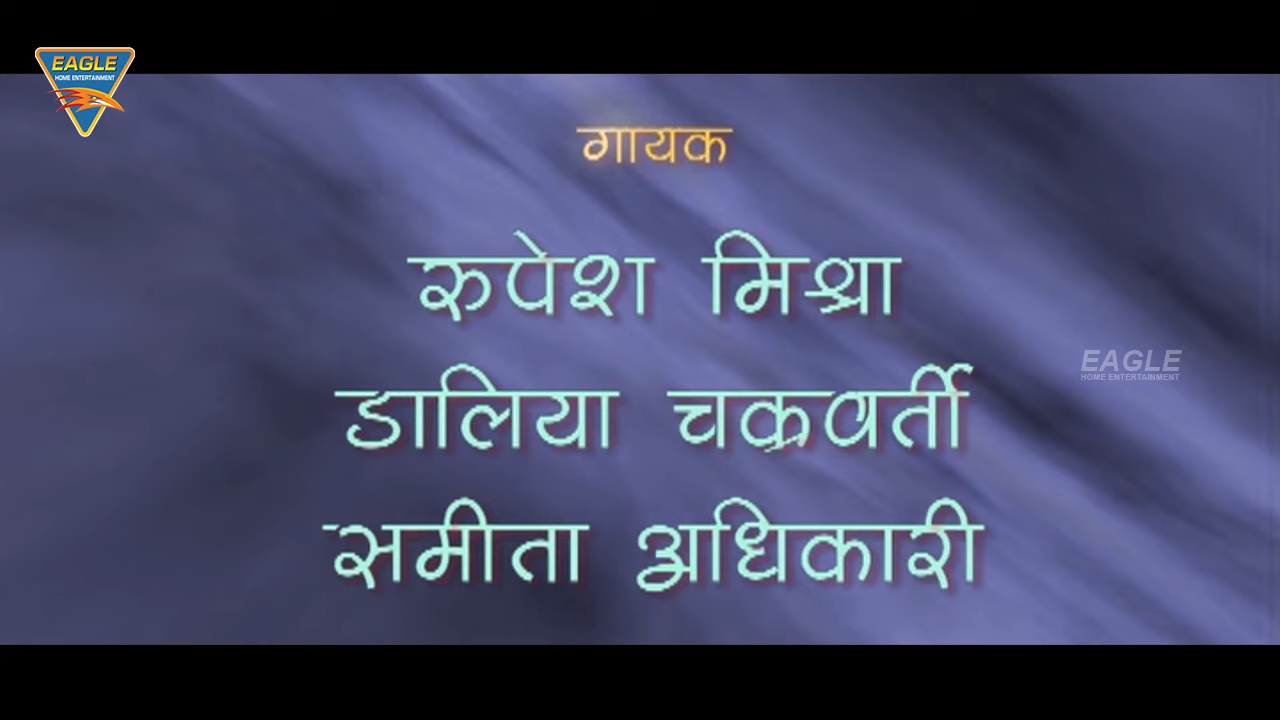 EAGLE
HOME ENTERTAINMENT
गायक
रुपेश मिश्रा
डालिया चक्रवर्ती
समीता अधिकारी
EAGLE
HOME ENTERTAINMENT